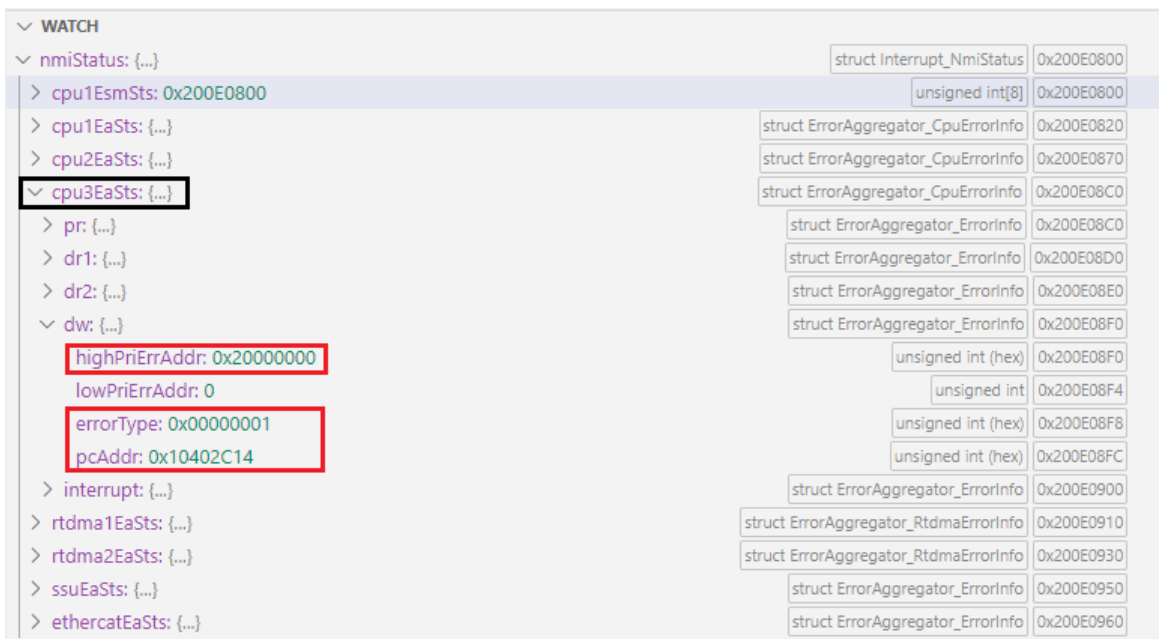 WATCH
nmiStatus: {...} struct Interrupt_NmiStatus 0x200E0800
cpu1EsmSts: 0x200E0800 unsigned int[8] 0x200E0800
cpu1EaSts: {...} struct ErrorAggregator_CpuErrorInfo 0x200E0820
cpu2EaSts: {...} struct ErrorAggregator_CpuErrorInfo 0x200E0870
cpu3EaSts: {...} struct ErrorAggregator_CpuErrorInfo 0x200E08C0
pr: {...} struct ErrorAggregator_ErrorInfo 0x200E08C0
dr1: {...} struct ErrorAggregator_ErrorInfo 0x200E08D0
dr2: {...} struct ErrorAggregator_ErrorInfo 0x200E08E0
dw: {...} struct ErrorAggregator_ErrorInfo 0x200E08F0
highPriErrAddr: 0x20000000 unsigned int (hex) 0x200E08F0
lowPriErrAddr: 0 unsigned int 0x200E08F4
errorType: 0x00000001 unsigned int (hex) 0x200E08F8
pcAddr: 0x10402C14 unsigned int (hex) 0x200E08FC
interrupt: {...} struct ErrorAggregator_ErrorInfo 0x200E0900
rtdma1EaSts: {...} struct ErrorAggregator_RtdmaErrorInfo 0x200E0910
rtdma2EaSts: {...} struct ErrorAggregator_RtdmaErrorInfo 0x200E0930
ssuEaSts: {...} struct ErrorAggregator_ErrorInfo 0x200E0950
ethercatEaSts: {...} struct ErrorAggregator_ErrorInfo 0x200E0960